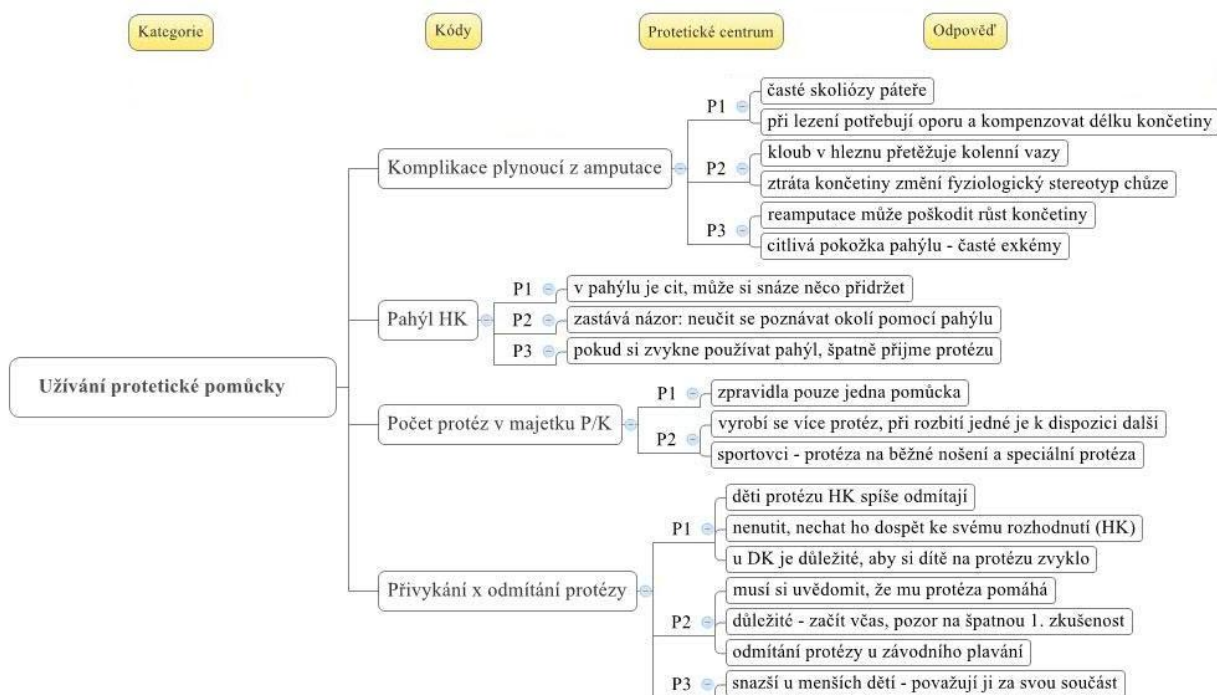 Kategorie
Kódy
Protetické centrum
Odpověď
Užívání protetické pomůcky
Komplikace plynoucí z amputace
P1
časté skoliózy páteře
při lezení potřebují oporu a kompenzovat délku končetiny
P2
kloub v hleznu přetěžuje kolenní vazy
ztráta končetiny změní fyziologický stereotyp chůze
P3
reamputace může poškodit růst končetiny
citlivá pokožka pahýlu - časté exkémy
Pahýl HK
P1
v pahýlu je cit, může si snáze něco přidržet
P2
zastává názor: neučit se poznávat okolí pomocí pahýlu
P3
pokud si zvykne používat pahýl, špatně přijme protézu
Počet protéz v majetku P/K
P1
zpravidla pouze jedna pomůcka
P2
vyrobí se více protéz, při rozbití jedné je k dispozici další
sportovci - protéza na běžné nošení a speciální protéza
Přivykání x odmítání protézy
P1
děti protézu HK spíše odmítají
nenutit, nechat ho dospět ke svému rozhodnutí (HK)
u DK je důležité, aby si dítě na protézu zvyklo
P2
musí si uvědomit, že mu protéza pomáhá
důležité - začít včas, pozor na špatnou 1. zkušenost
odmítání protézy u závodního plavání
P3
snazší u menších dětí - považují ji za svou součást